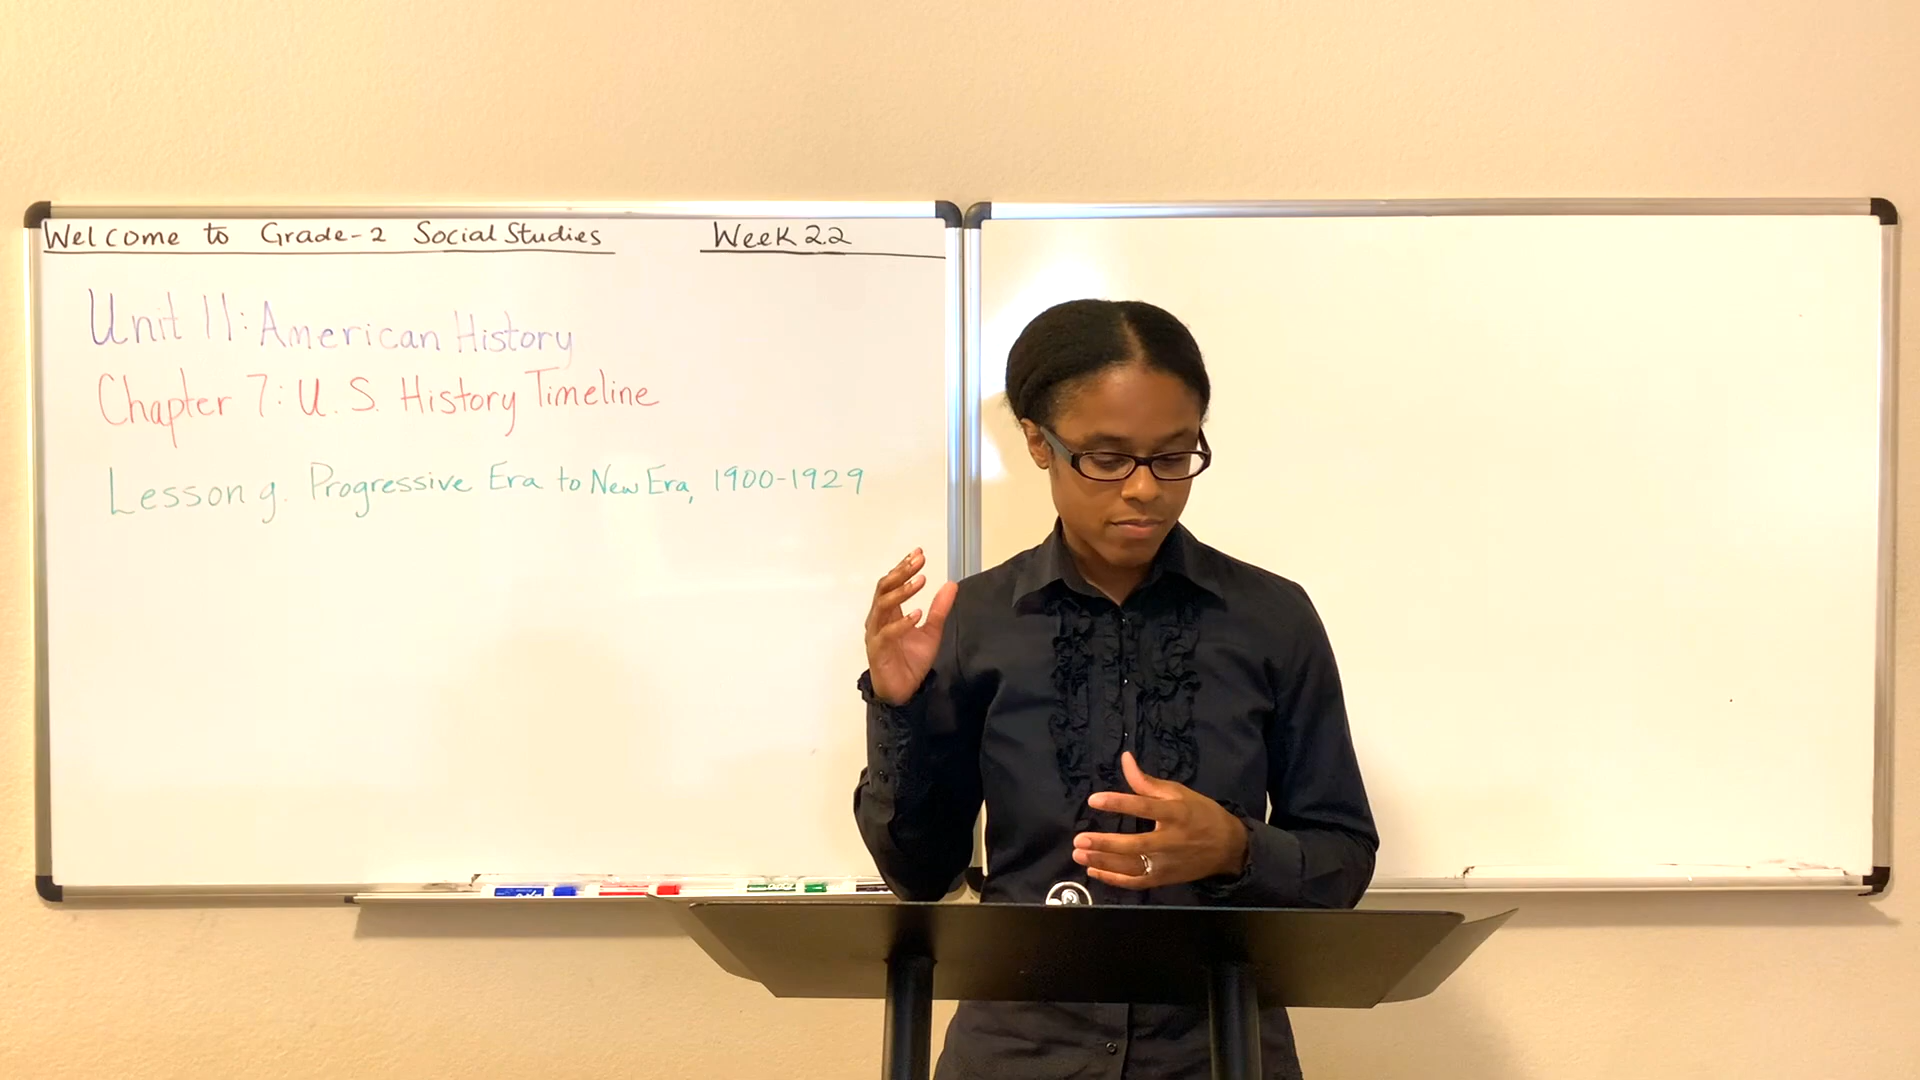 Welcome to Grade-2 Social Studies Week 22
Unit 11: American History
Chapter 7: U.S. History Timeline
Lesson g. Progressive Era to New Era, 1900-1929